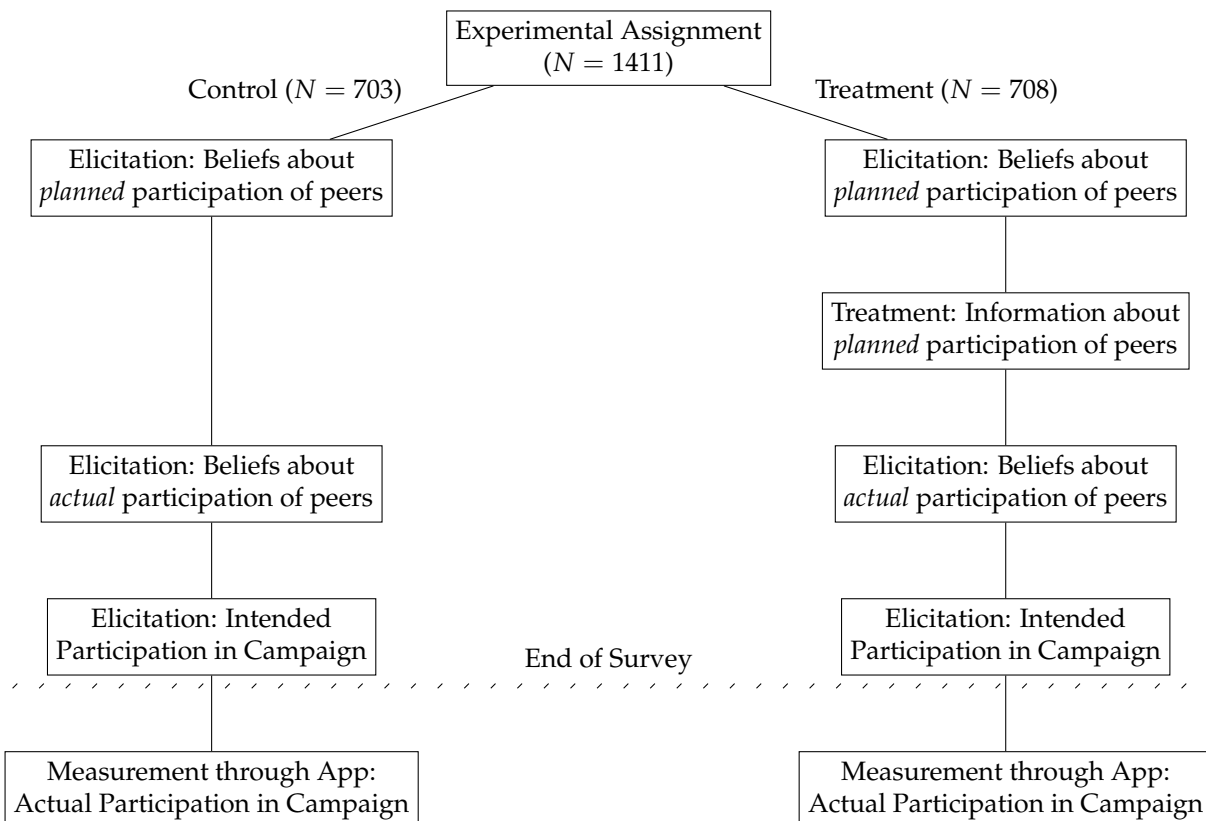 Experimental Assignment
(N = 1411)
Control (N = 703)
Treatment (N = 708)
Elicitation: Beliefs about
planned participation of peers
Elicitation: Beliefs about
planned participation of peers
Treatment: Information about
planned participation of peers
Elicitation: Beliefs about
actual participation of peers
Elicitation: Beliefs about
actual participation of peers
Elicitation: Intended
Participation in Campaign
Elicitation: Intended
Participation in Campaign
End of Survey
Measurement through App:
Actual Participation in Campaign
Measurement through App:
Actual Participation in Campaign